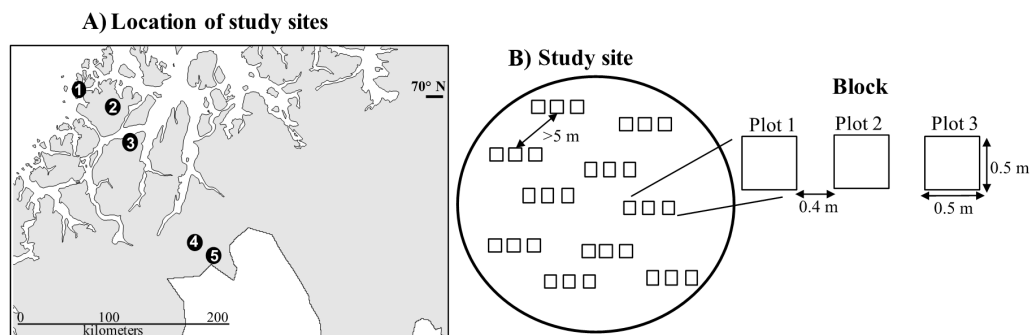 A) Location of study sites
1
2
3
4
5
70° N
0 100 200
kilometers
B) Study site
>5 m
Block
Plot 1 Plot 2 Plot 3
0.5 m
0.4 m
0.5 m